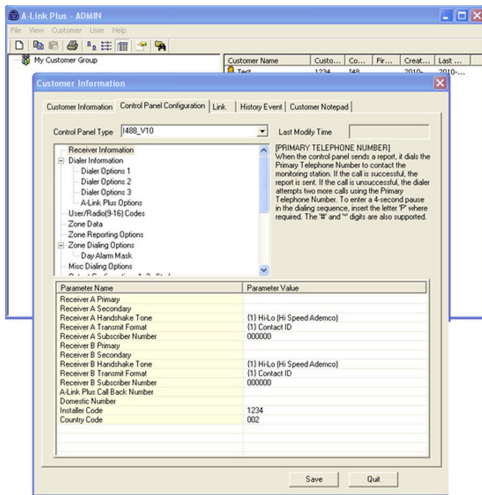 A-Link Plus - ADMIN
File View Customer User Help
My Customer Group
Customer Name Custo... Co... Fir... Creat... Last ...
Test 1234 I48 2010- 2010-...
Customer Information
Customer Information Control Panel Configuration Link History Event Customer Notepad
Control Panel Type I488_V10 Last Modify Time
Receiver Information
Dialer Information
Dialer Options 1
Dialer Options 2
Dialer Options 3
A-Link Plus Options
User/Radio(9-16) Codes
Zone Data
Zone Reporting Options
Zone Dialing Options
Day Alarm Mask
Misc Dialing Options
[PRIMARY TELEPHONE NUMBER]
When the control panel sends a report, it dials the
Primary Telephone Number to contact the
monitoring station. If the call is successful, the
report is sent. If the call is unsuccessful, the dialer
attempts two more calls using the Primary
Telephone Number. To enter a 4-second pause
in the dialing sequence, insert the letter 'P' where
required. The '#' and '*' digits are also supported.
Parameter Name Parameter Value
Receiver A Primary
Receiver A Secondary
Receiver A Handshake Tone (1) Hi-Lo (Hi Speed Ademco)
Receiver A Transmit Format (1) Contact ID
Receiver A Subscriber Number 000000
Receiver B Primary
Receiver B Secondary
Receiver B Handshake Tone (1) Hi-Lo (Hi Speed Ademco)
Receiver B Transmit Format (1) Contact ID
Receiver B Subscriber Number 000000
A-Link Plus Call Back Number
Domestic Number
Installer Code 1234
Country Code 002
Save Quit